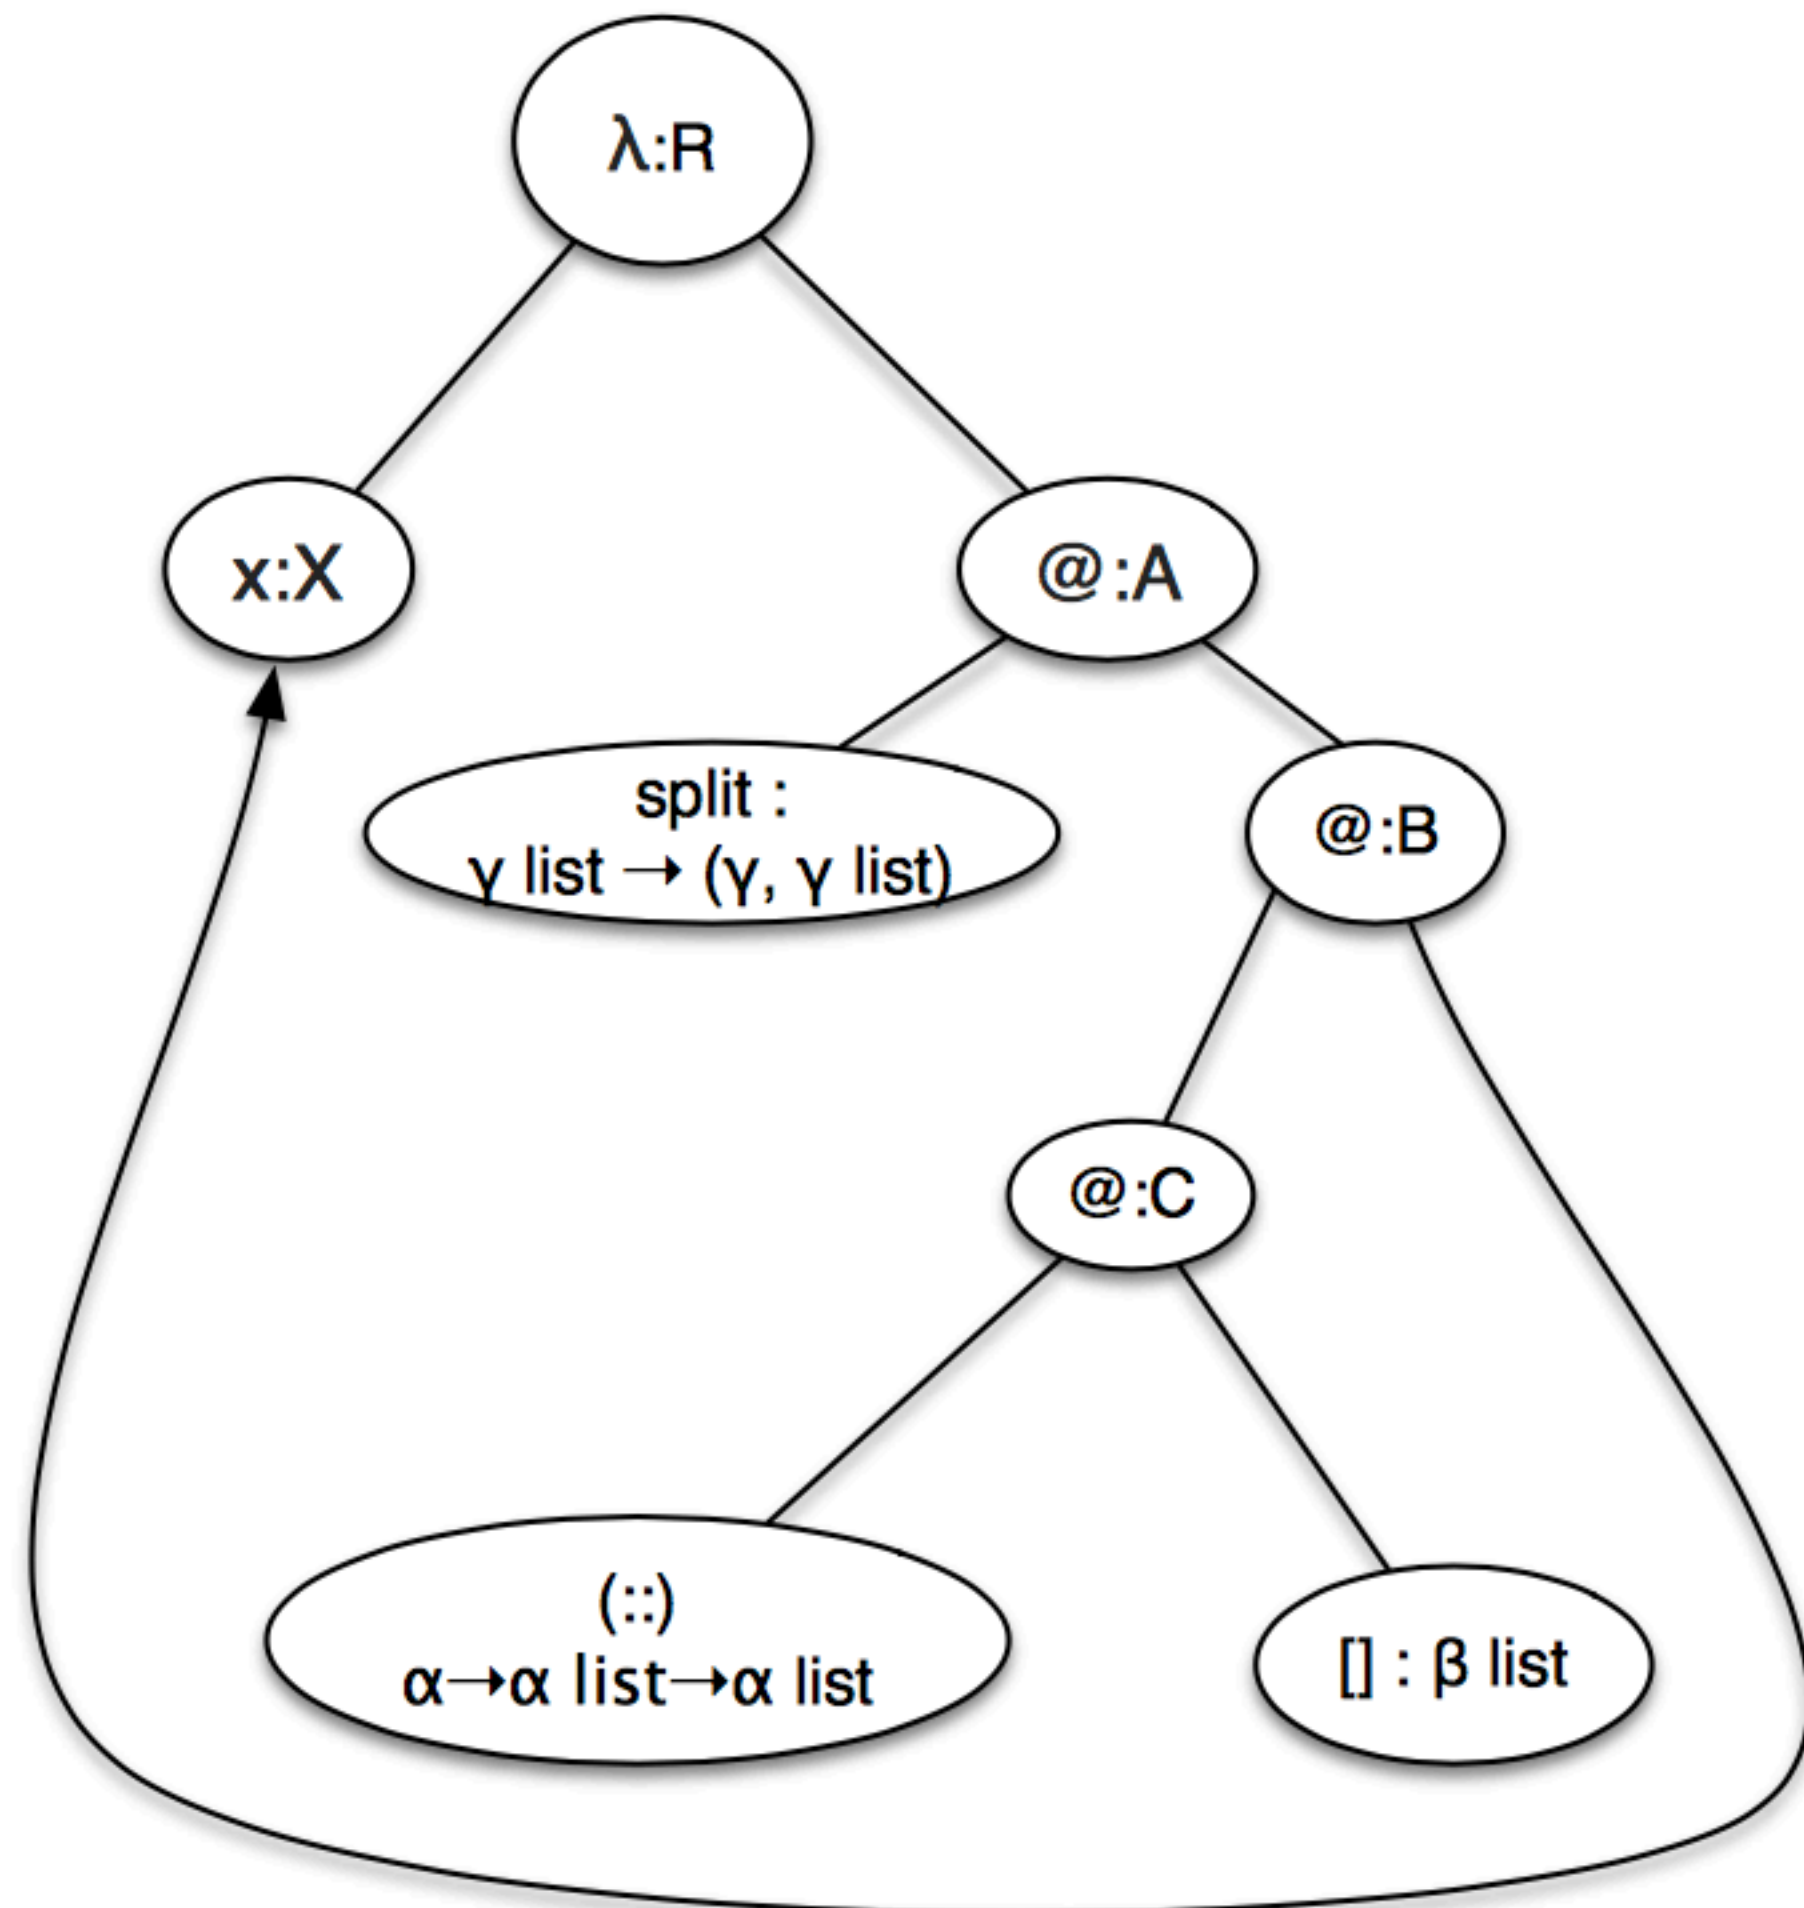 λ:R
x:X
@:A
split :
γ list → (γ, γ list)
@:B
@:C
(::)
α→α list→α list
[] : β list